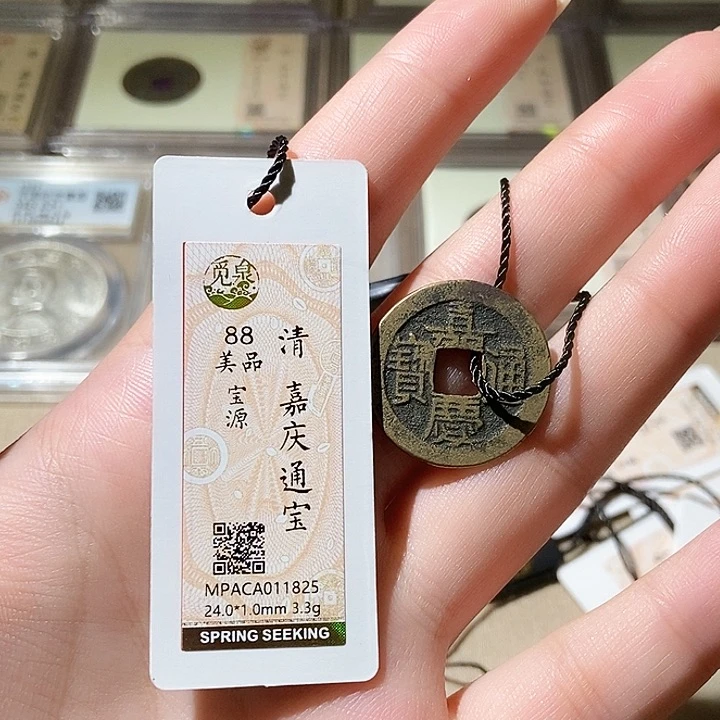 觅泉
88
美品
宝源
清 嘉庆通宝
MPACA011825
24.0*1.0mm 3.3g
SPRING SEEKING
嘉慶通寳